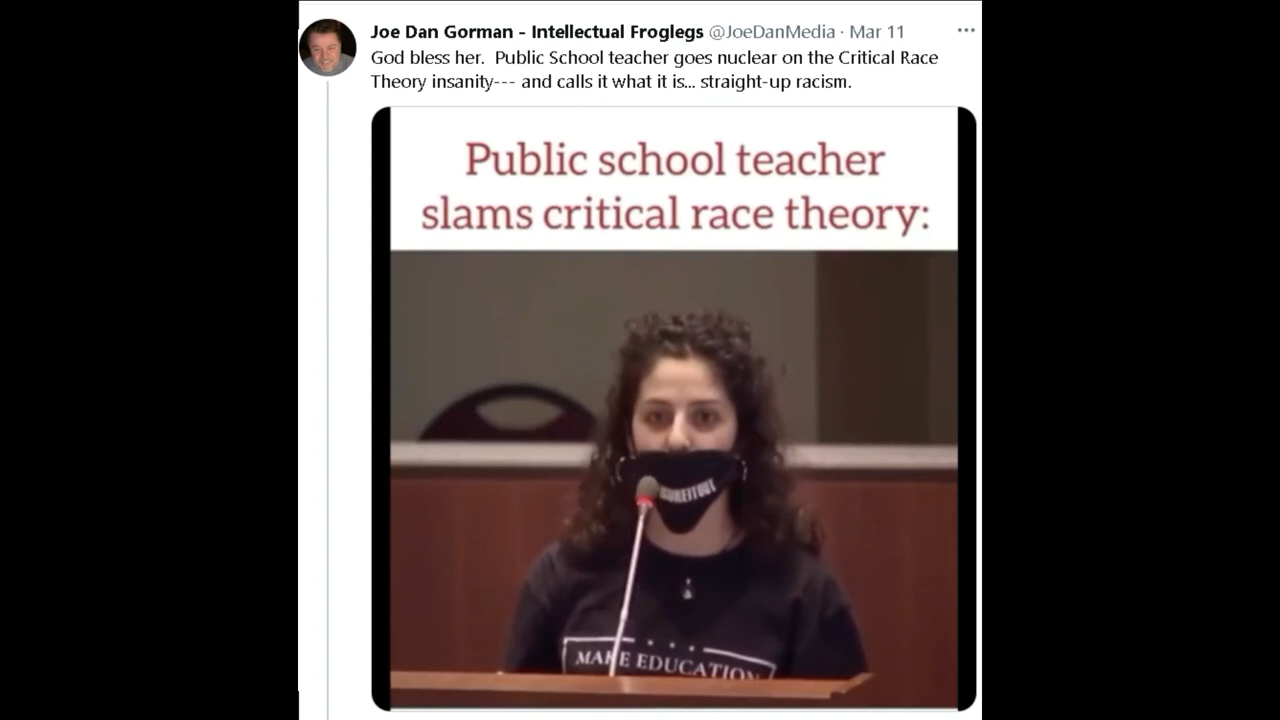 Joe Dan Gorman - Intellectual Froglegs @JoeDanMedia · Mar 11
God bless her.  Public School teacher goes nuclear on the Critical Race
Theory insanity--- and calls it what it is... straight-up racism.
Public school teacher
slams critical race theory:
MAKE EDUCATION